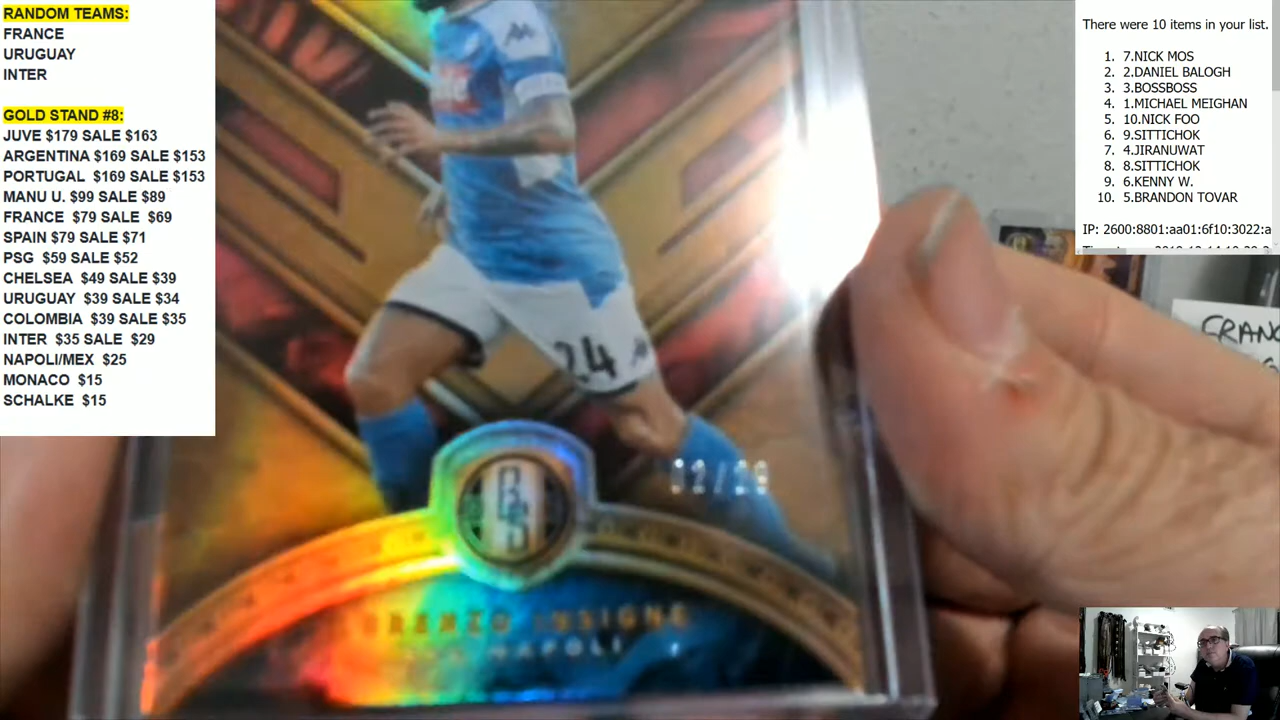 RANDOM TEAMS:
FRANCE
URUGUAY
INTER
GOLD STAND #8:
JUVE $179 SALE $163
ARGENTINA $169 SALE $153
PORTUGAL $169 SALE $153
MANU U. $99 SALE $89
FRANCE $79 SALE $69
SPAIN $79 SALE $71
PSG $59 SALE $52
CHELSEA $49 SALE $39
URUGUAY $39 SALE $34
COLOMBIA $39 SALE $35
INTER $35 SALE $29
NAPOLI/MEX $25
MONACO $15
SCHALKE $15
There were 10 items in your list.
1. 7.NICK MOS
2. 2.DANIEL BALOGH
3. 3.BOSSBOSS
4. 1.MICHAEL MEIGHAN
5. 10.NICK FOO
6. 9.SITTICHOK
7. 4.JIRANUWAT
8. 8.SITTICHOK
9. 6.KENNY W.
10. 5.BRANDON TOVAR
IP: 2600:8801:aa01:6f10:3022:a
24
INSIGNE
NAPOLI